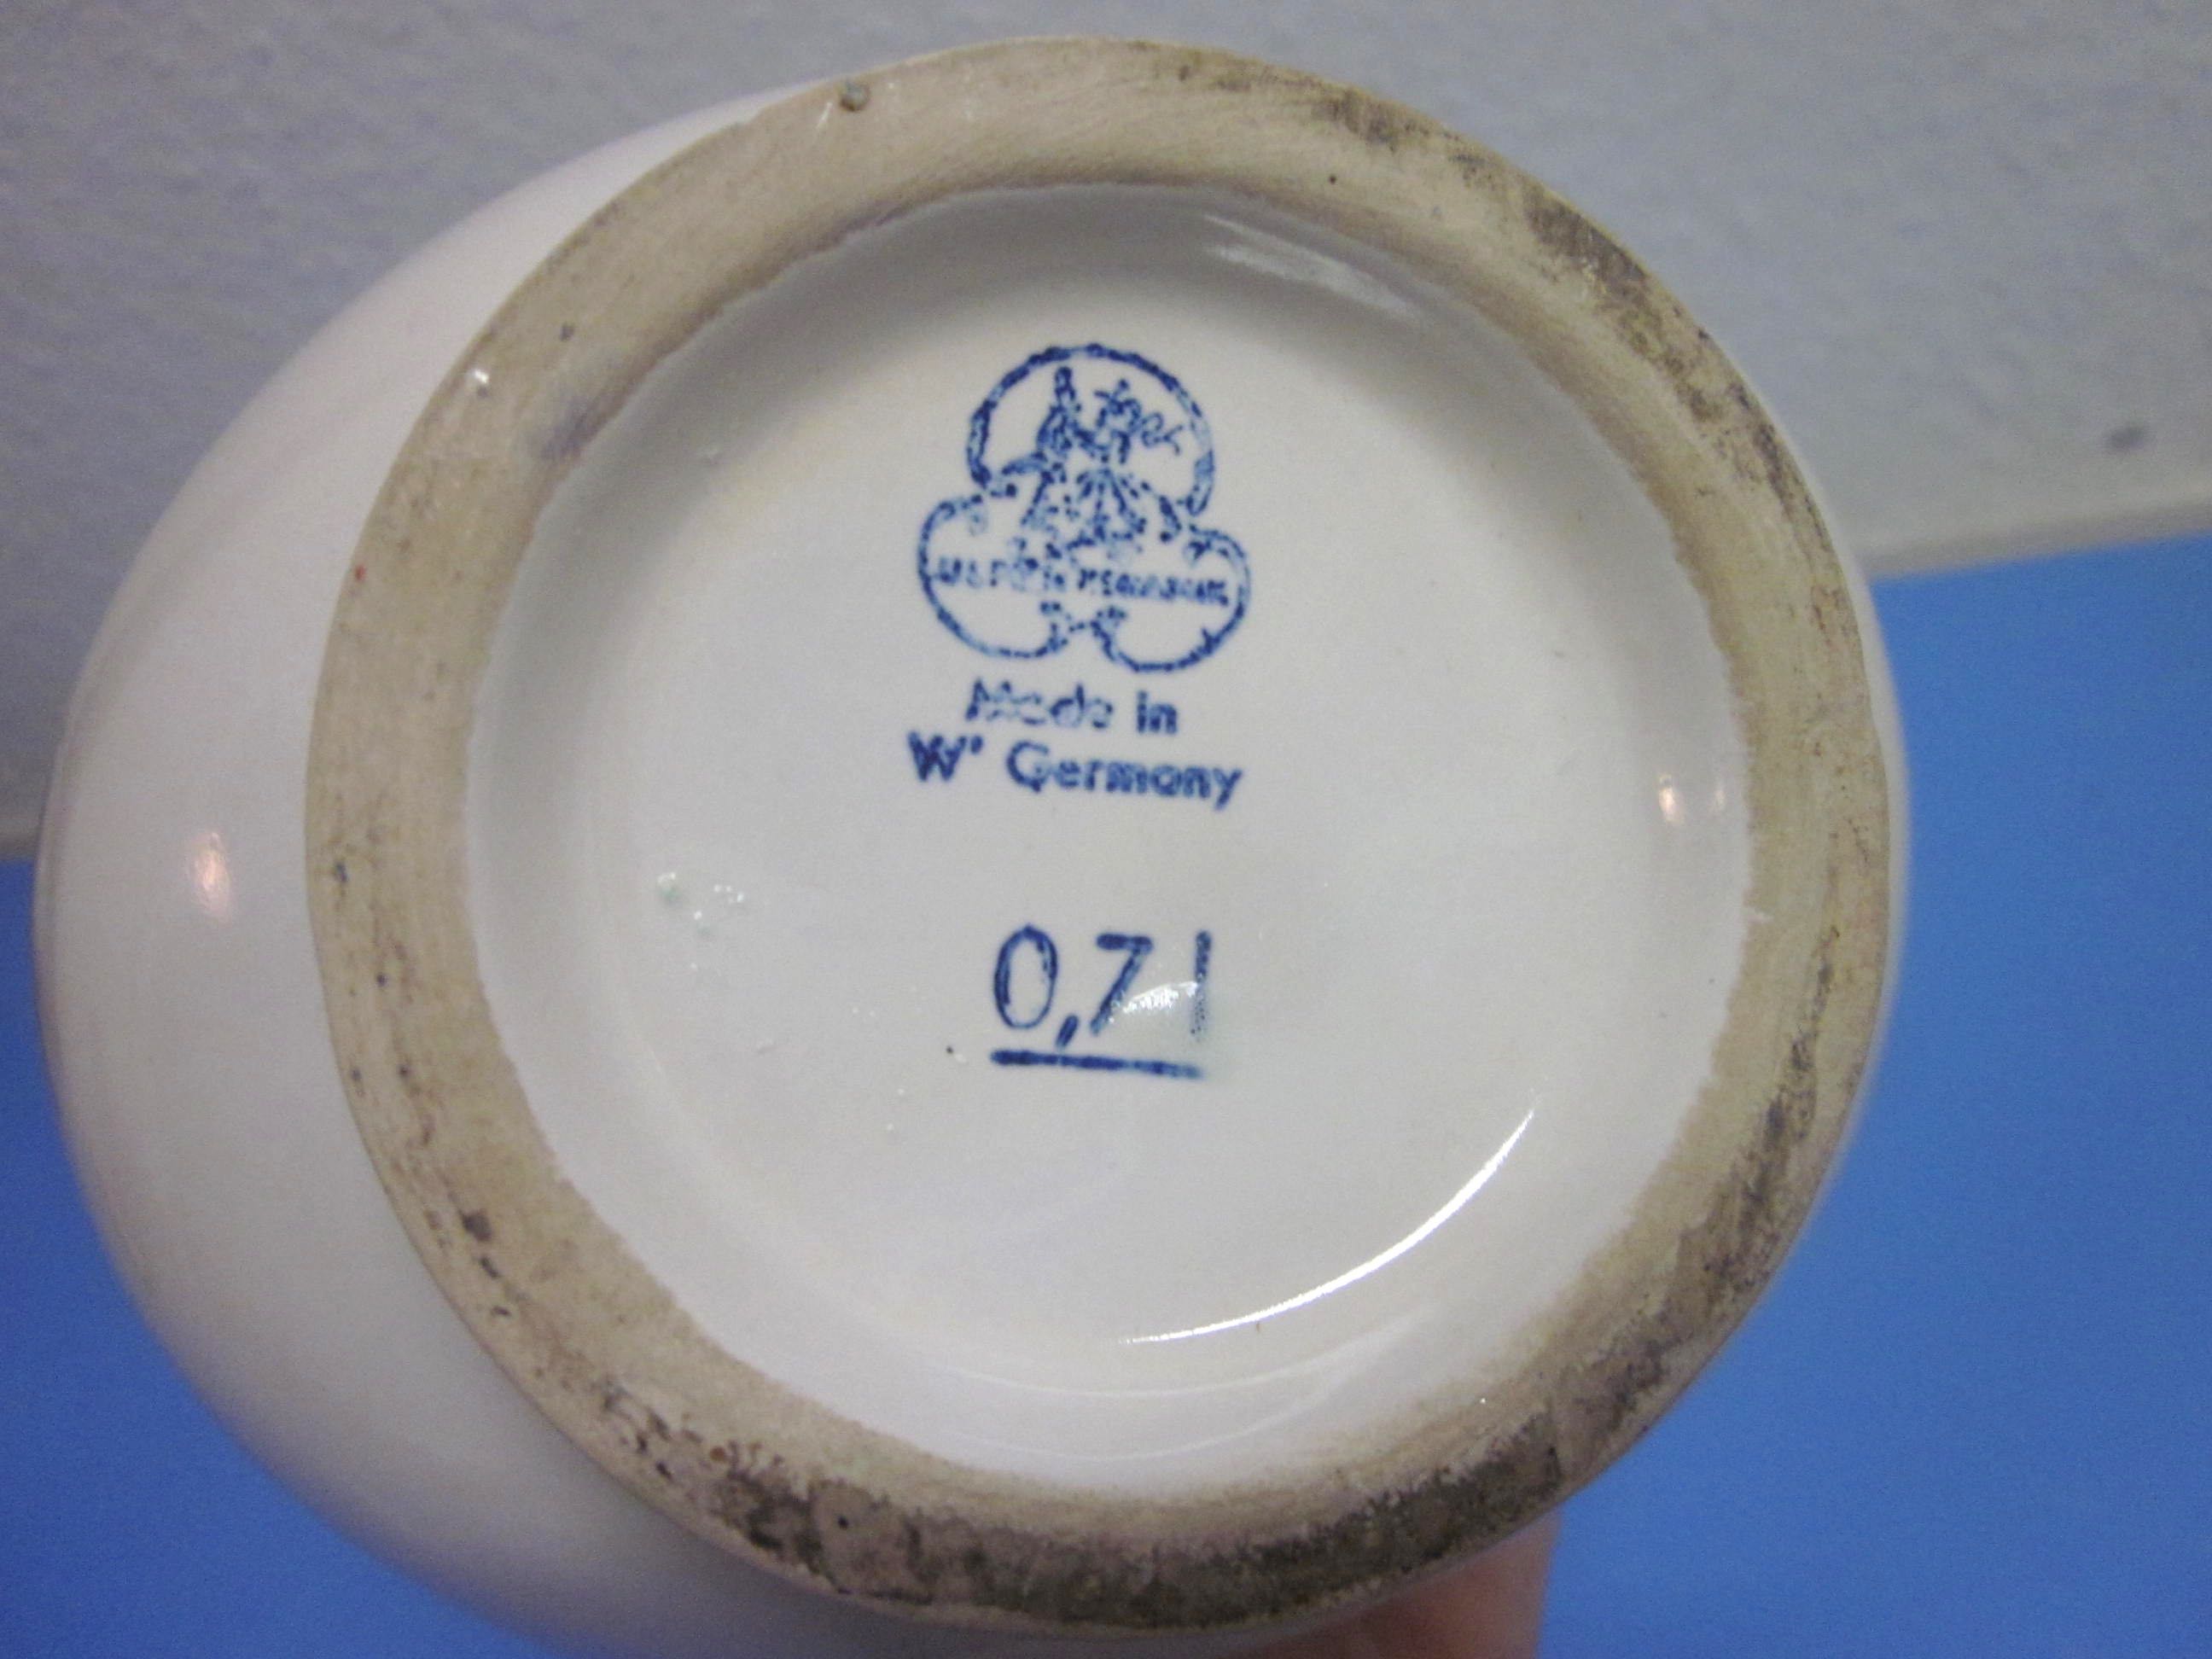 Made in
W' Germany
0,7 l